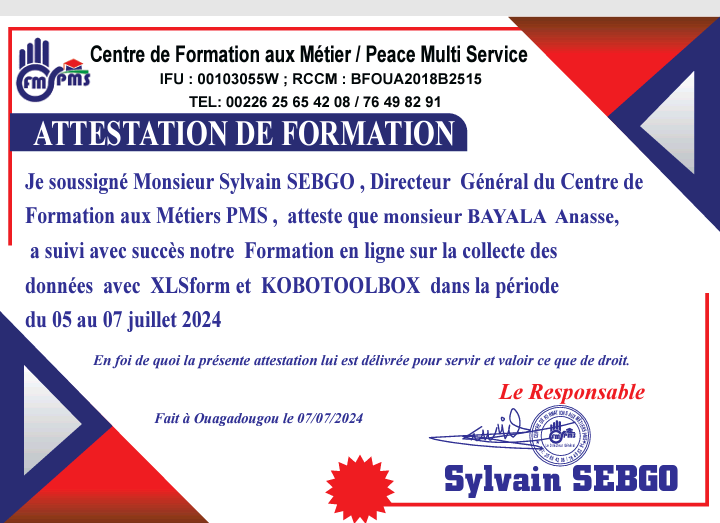 FM PMS
Centre de Formation aux Métier / Peace Multi Service
IFU : 00103055W ; RCCM : BFOUA2018B2515
TEL: 00226 25 65 42 08 / 76 49 82 91
ATTESTATION DE FORMATION
Je soussigné Monsieur Sylvain SEBGO , Directeur Général du Centre de
Formation aux Métiers PMS , atteste que monsieur BAYALA Anasse,
a suivi avec succès notre Formation en ligne sur la collecte des
données avec XLSform et KOBOTOOLBOX dans la période
du 05 au 07 juillet 2024
En foi de quoi la présente attestation lui est délivrée pour servir et valoir ce que de droit.
Le Responsable
Fait à Ouagadougou le 07/07/2024
Sylvain SEBGO